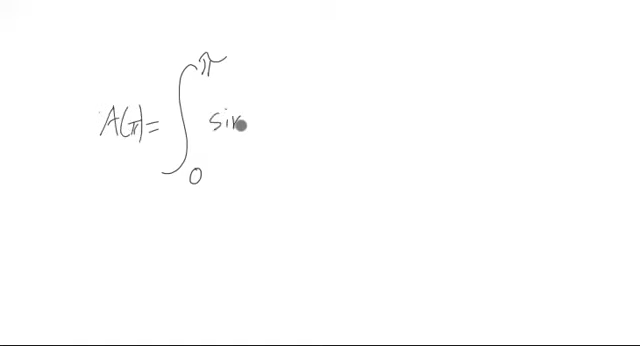 A(π) = ∫₀^π sin